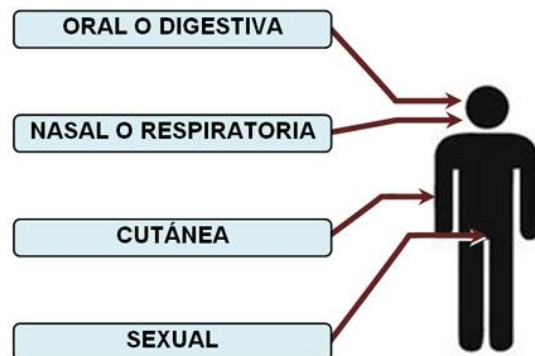 ORAL O DIGESTIVA
NASAL O RESPIRATORIA
CUTÁNEA
SEXUAL